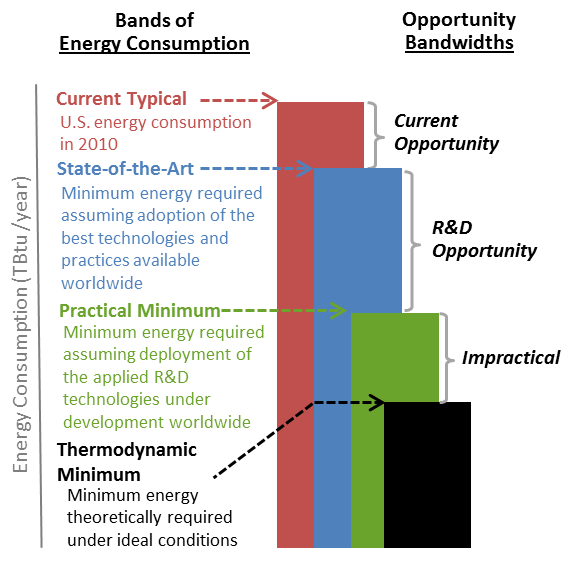 Bands of
Energy Consumption
Opportunity
Bandwidths
Energy Consumption (TBtu/year)
Current Typical
U.S. energy consumption
in 2010
State-of-the-Art
Minimum energy required
assuming adoption of the
best technologies and
practices available
worldwide
Practical Minimum
Minimum energy required
assuming deployment of
the applied R&D
technologies under
development worldwide
Thermodynamic
Minimum
Minimum energy
theoretically required
under ideal conditions
Current
Opportunity
R&D
Opportunity
Impractical